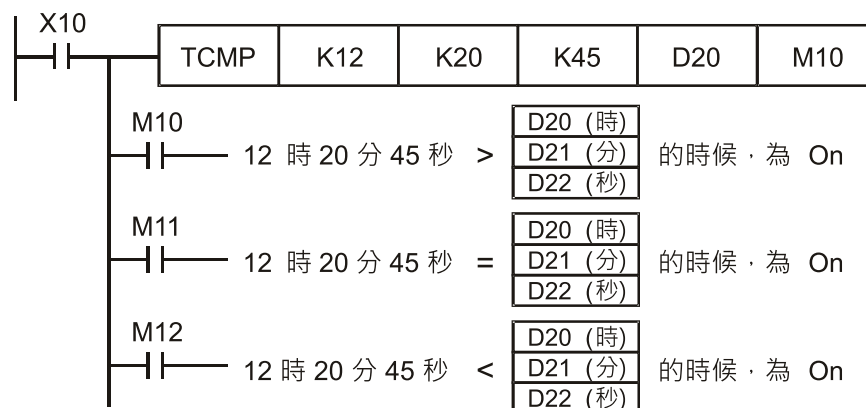 X10
TCMP K12 K20 K45 D20 M10
M10
12 時 20 分 45 秒 > D20 (時) D21 (分) D22 (秒) 的時候，為 On
M11
12 時 20 分 45 秒 = D20 (時) D21 (分) D22 (秒) 的時候，為 On
M12
12 時 20 分 45 秒 < D20 (時) D21 (分) D22 (秒) 的時候，為 On